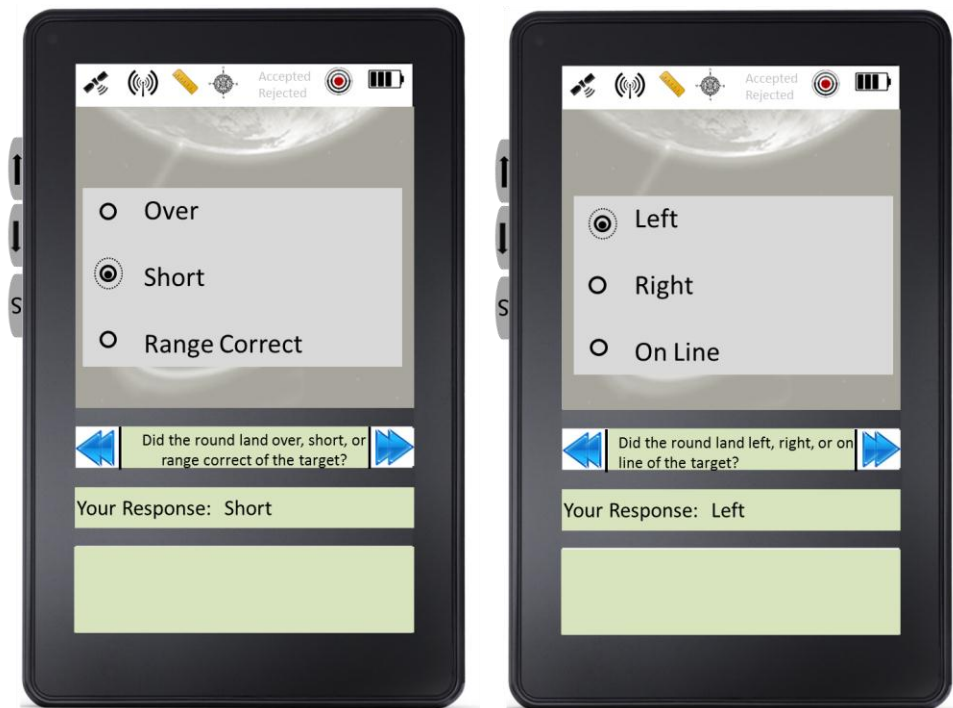 Accepted
Rejected
Over
Short
Range Correct
Did the round land over, short, or
range correct of the target?
Your Response: Short
S
Accepted
Rejected
Left
Right
On Line
Did the round land left, right, or on
line of the target?
Your Response: Left
S